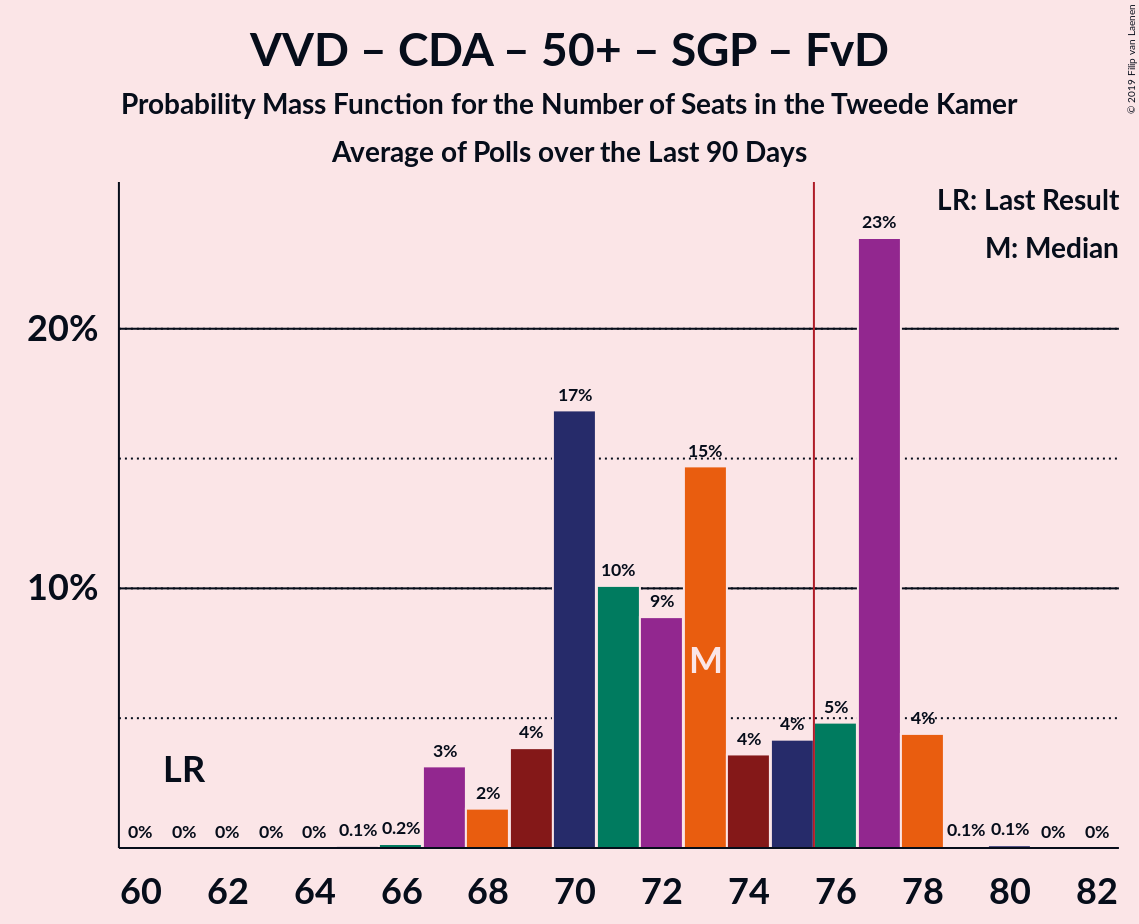 VVD – CDA – 50+ – SGP – FvD
Probability Mass Function for the Number of Seats in the Tweede Kamer
Average of Polls over the Last 90 Days
© 2019 Filip van Laenen
LR: Last Result
M: Median
20%
10%
0% 0% 0% 0% 0% 0.1% 0.2% 3% 2% 4% 17% 10% 9% 15% 4% 4% 5% 23% 4% 0.1% 0.1% 0% 0%
LR
M
60 62 64 66 68 70 72 74 76 78 80 82